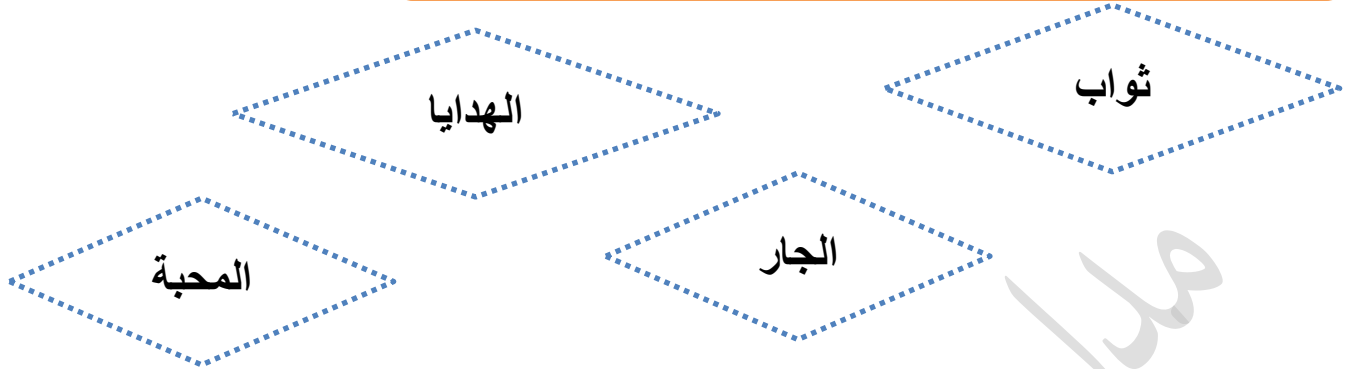 ثواب
الهدايا
الجار
المحبة